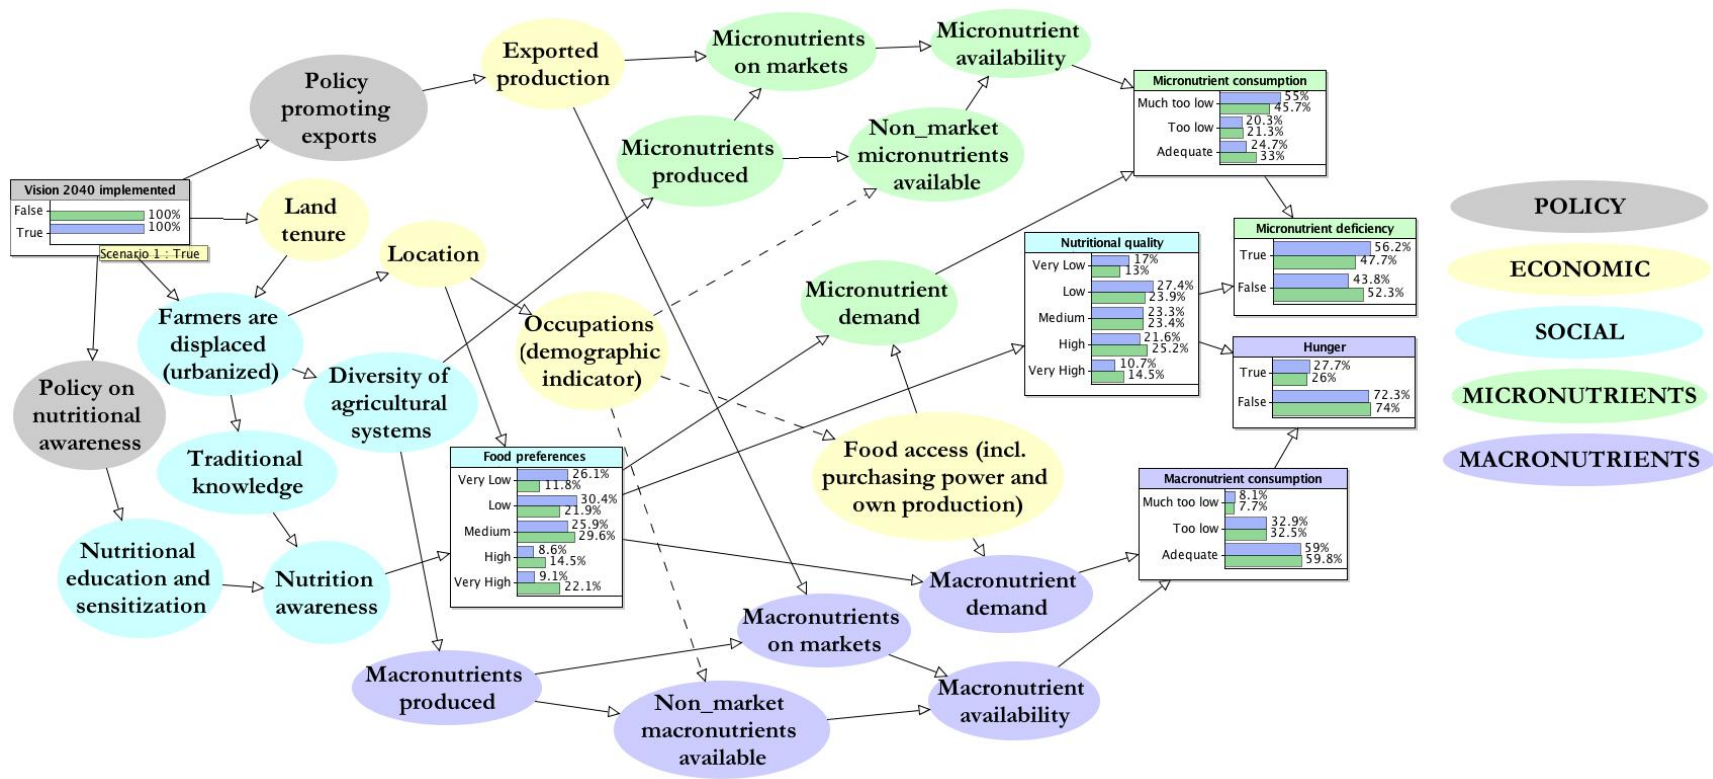 Policy
promoting
exports
Exported
production
Micronutrients
on markets
Micronutrient
availability
Micronutrient consumption
Much too low 55%
45.7%
Too low 20.3%
21.3%
Adequate 24.7%
33%
Micronutrients
produced
Non_market
micronutrients
available
Vision 2040 implemented
False 100%
True 100%
Scenario 1 : True
Land
tenure
Location
Farmers are
displaced
(urbanized)
Occupations
(demographic
indicator)
Micronutrient
demand
Nutritional quality
Very Low 17%
13%
Low 27.4%
23.9%
Medium 23.3%
23.4%
High 21.6%
25.2%
Very High 10.7%
14.5%
Micronutrient deficiency
True 56.2%
47.7%
False 43.8%
52.3%
Hunger
True 27.7%
26%
False 72.3%
74%
POLICY
ECONOMIC
SOCIAL
MICRONUTRIENTS
MACRONUTRIENTS
Policy on
nutritional
awareness
Diversity of
agricultural
systems
Traditional
knowledge
Food preferences
Very Low 26.1%
11.8%
Low 30.4%
21.9%
Medium 25.9%
29.6%
High 8.6%
14.5%
Very High 9.1%
22.1%
Food access (incl.
purchasing power and
own production)
Macronutrient consumption
Much too low 8.1%
7.7%
Too low 32.9%
32.5%
Adequate 59%
59.8%
Nutritional
education and
sensitization
Nutrition
awareness
Macronutrient
demand
Macronutrients
on markets
Macronutrients
produced
Non_market
macronutrients
available
Macronutrient
availability